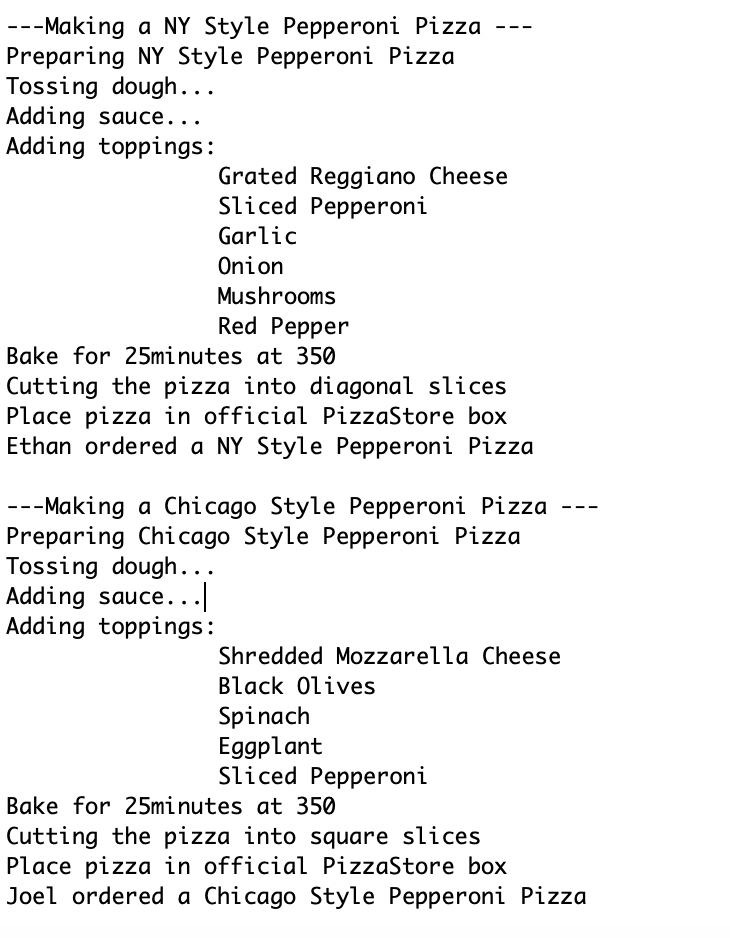 ---Making a NY Style Pepperoni Pizza ---
Preparing NY Style Pepperoni Pizza
Tossing dough...
Adding sauce...
Adding toppings:
Grated Reggiano Cheese
Sliced Pepperoni
Garlic
Onion
Mushrooms
Red Pepper
Bake for 25minutes at 350
Cutting the pizza into diagonal slices
Place pizza in official PizzaStore box
Ethan ordered a NY Style Pepperoni Pizza

---Making a Chicago Style Pepperoni Pizza ---
Preparing Chicago Style Pepperoni Pizza
Tossing dough...
Adding sauce...
Adding toppings:
Shredded Mozzarella Cheese
Black Olives
Spinach
Eggplant
Sliced Pepperoni
Bake for 25minutes at 350
Cutting the pizza into square slices
Place pizza in official PizzaStore box
Joel ordered a Chicago Style Pepperoni Pizza